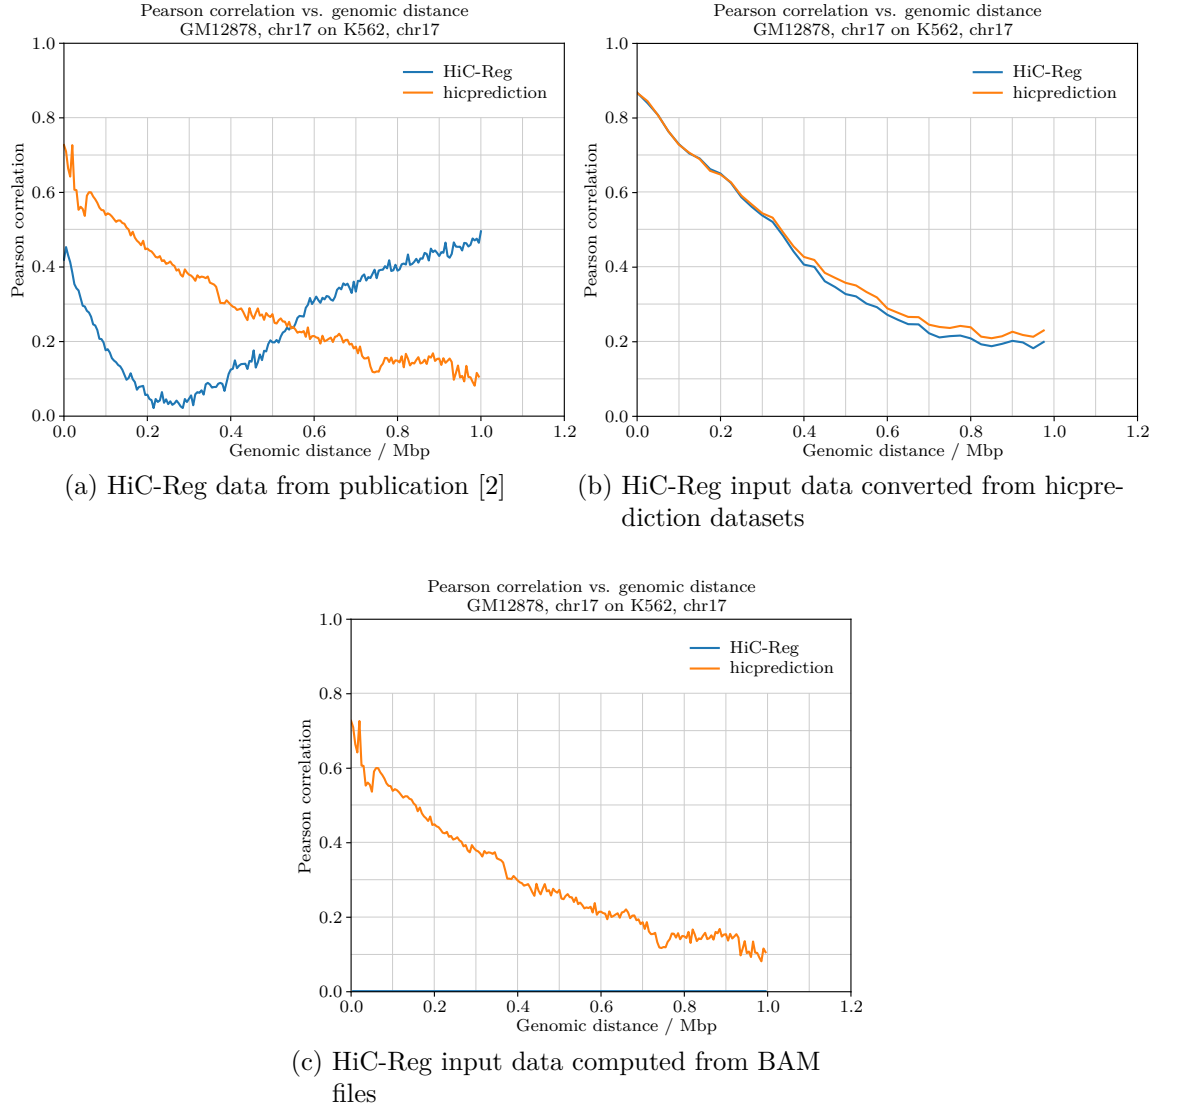 Pearson correlation vs. genomic distance
GM12878, chr17 on K562, chr17
1.0
0.8
0.6
0.4
0.2
0.0
Pearson correlation
HiC-Reg
hicprediction
0.0 0.2 0.4 0.6 0.8 1.0 1.2
Genomic distance / Mbp
(a) HiC-Reg data from publication [2]
Pearson correlation vs. genomic distance
GM12878, chr17 on K562, chr17
1.0
0.8
0.6
0.4
0.2
0.0
Pearson correlation
HiC-Reg
hicprediction
0.0 0.2 0.4 0.6 0.8 1.0 1.2
Genomic distance / Mbp
(b) HiC-Reg input data converted from hicpre-
diction datasets
Pearson correlation vs. genomic distance
GM12878, chr17 on K562, chr17
1.0
0.8
0.6
0.4
0.2
0.0
Pearson correlation
HiC-Reg
hicprediction
0.0 0.2 0.4 0.6 0.8 1.0 1.2
Genomic distance / Mbp
(c) HiC-Reg input data computed from BAM
files